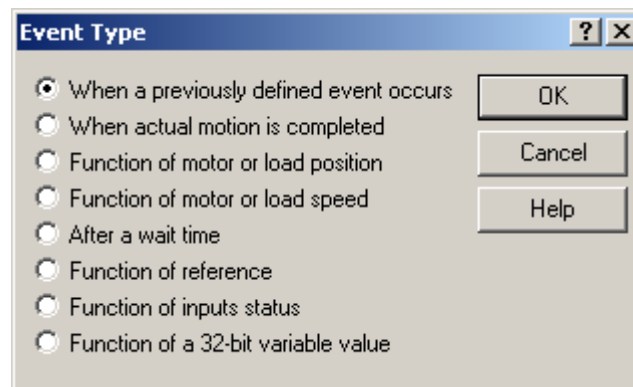 Event Type
When a previously defined event occurs
When actual motion is completed
Function of motor or load position
Function of motor or load speed
After a wait time
Function of reference
Function of inputs status
Function of a 32-bit variable value
OK
Cancel
Help